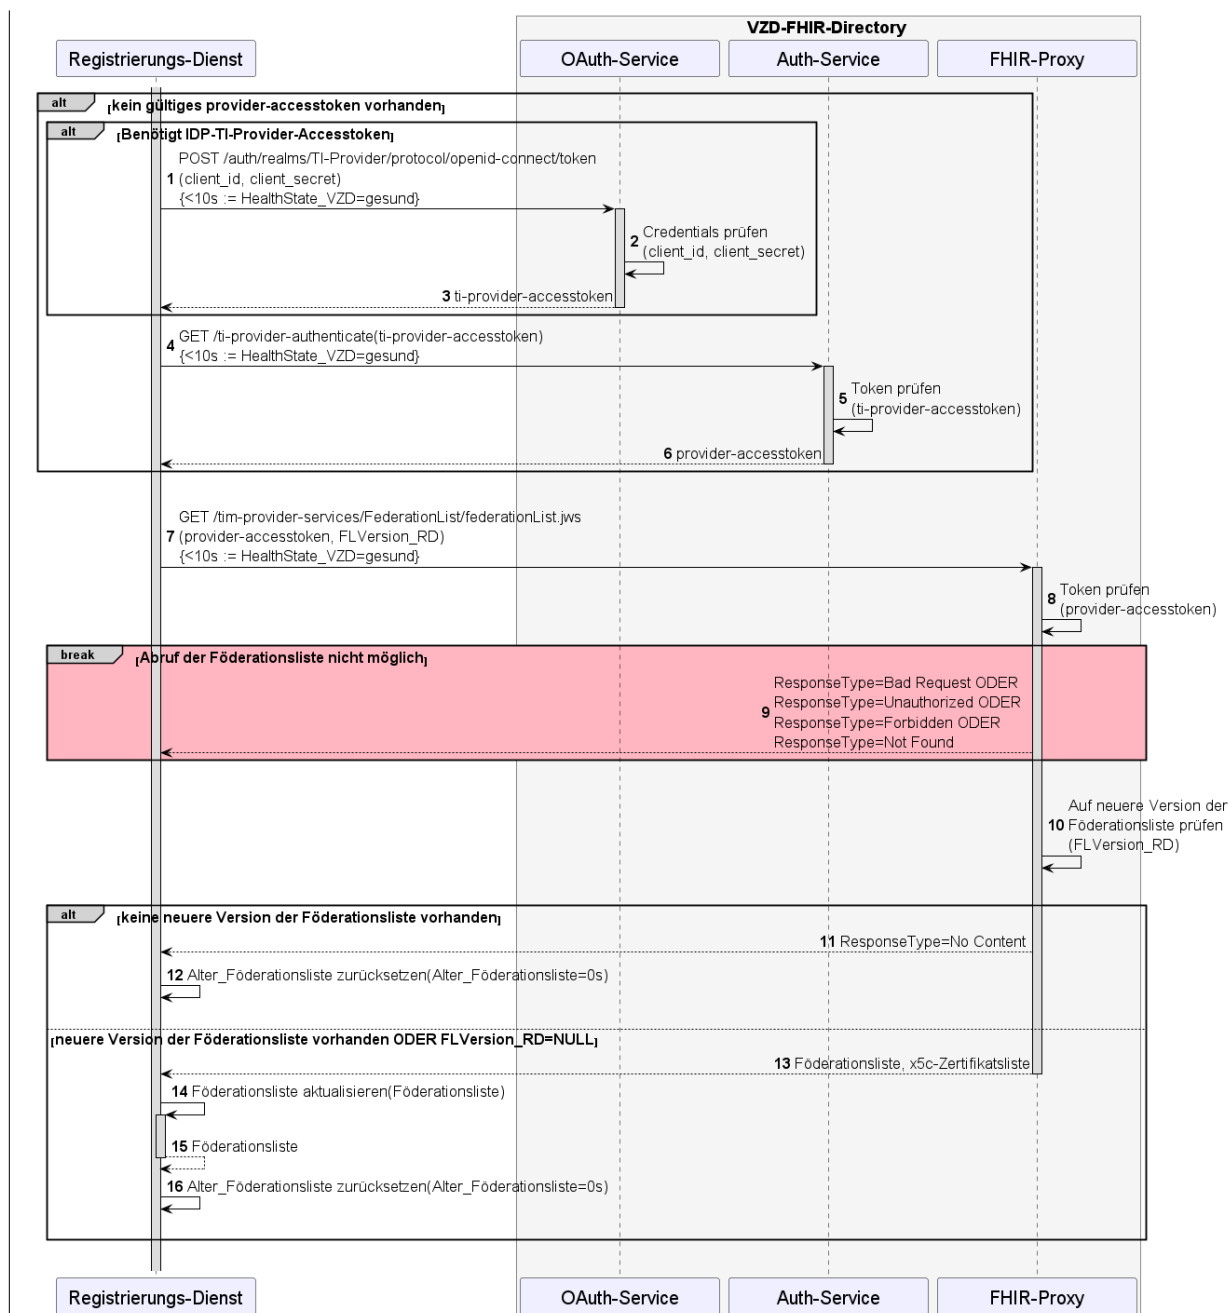 VZD-FHIR-Directory
Registrierungs-Dienst
OAuth-Service
Auth-Service
FHIR-Proxy
alt
[kein gültiges provider-accesstoken vorhanden]
alt
[Benötigt IDP-TI-Provider-Accesstoken]
POST /auth/realms/TI-Provider/protocol/openid-connect/token
1 (client_id, client_secret)
{<10s := HealthState_VZD=gesund}
2 Credentials prüfen
(client_id, client_secret)
3 ti-provider-accesstoken
4 GET /ti-provider-authenticate(ti-provider-accesstoken)
{<10s := HealthState_VZD=gesund}
5 Token prüfen
(ti-provider-accesstoken)
6 provider-accesstoken
GET /tim-provider-services/FederationList/federationList.jws
7 (provider-accesstoken, FLVersion_RD)
{<10s := HealthState_VZD=gesund}
8 Token prüfen
(provider-accesstoken)
break
[Abruf der Föderationsliste nicht möglich]
ResponseType=Bad Request ODER
9 ResponseType=Unauthorized ODER
ResponseType=Forbidden ODER
ResponseType=Not Found
Auf neuere Version der
10 Föderationsliste prüfen
(FLVersion_RD)
alt
[keine neuere Version der Föderationsliste vorhanden]
11 ResponseType=No Content
12 Alter_Föderationsliste zurücksetzen(Alter_Föderationsliste=0s)
[neuere Version der Föderationsliste vorhanden ODER FLVersion_RD=NULL]
13 Föderationsliste, x5c-Zertifikatsliste
14 Föderationsliste aktualisieren(Föderationsliste)
15 Föderationsliste
16 Alter_Föderationsliste zurücksetzen(Alter_Föderationsliste=0s)
Registrierungs-Dienst
OAuth-Service
Auth-Service
FHIR-Proxy